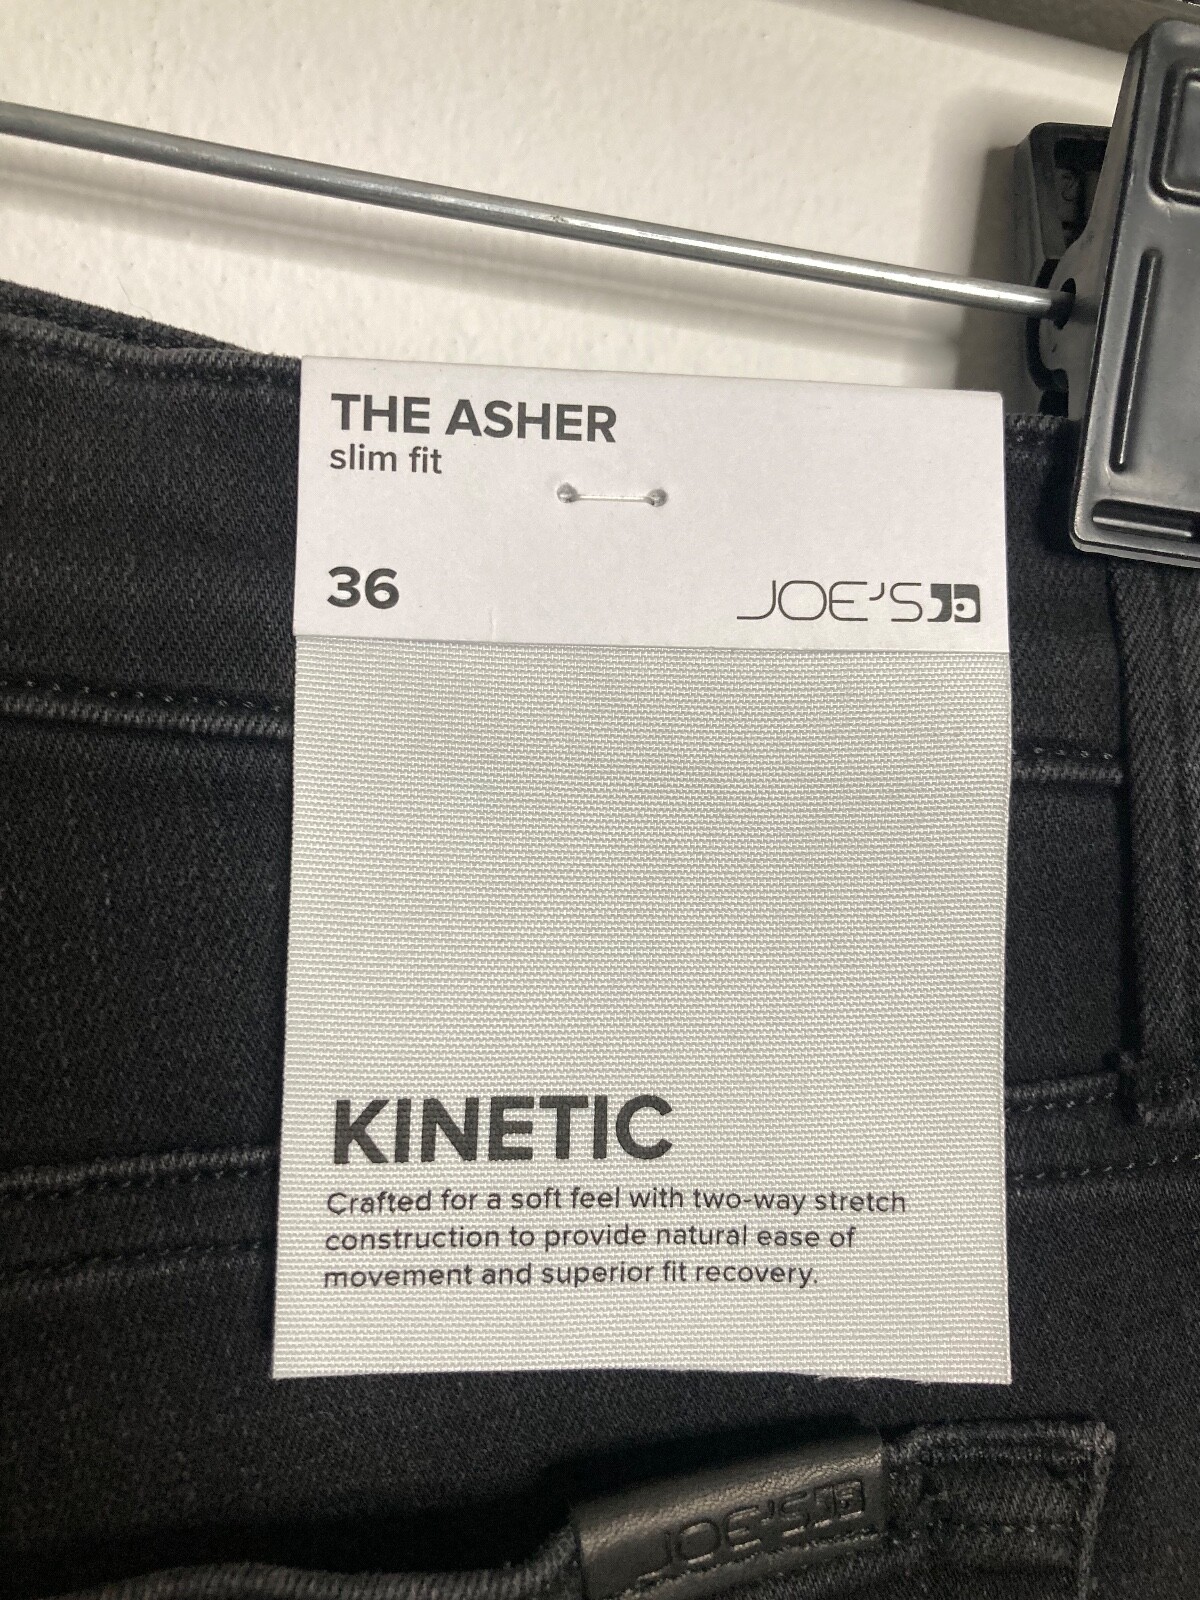 THE ASHER
slim fit
36
JOE'S
KINETIC
Crafted for a soft feel with two-way stretch
construction to provide natural ease of
movement and superior fit recovery.
JOE'S